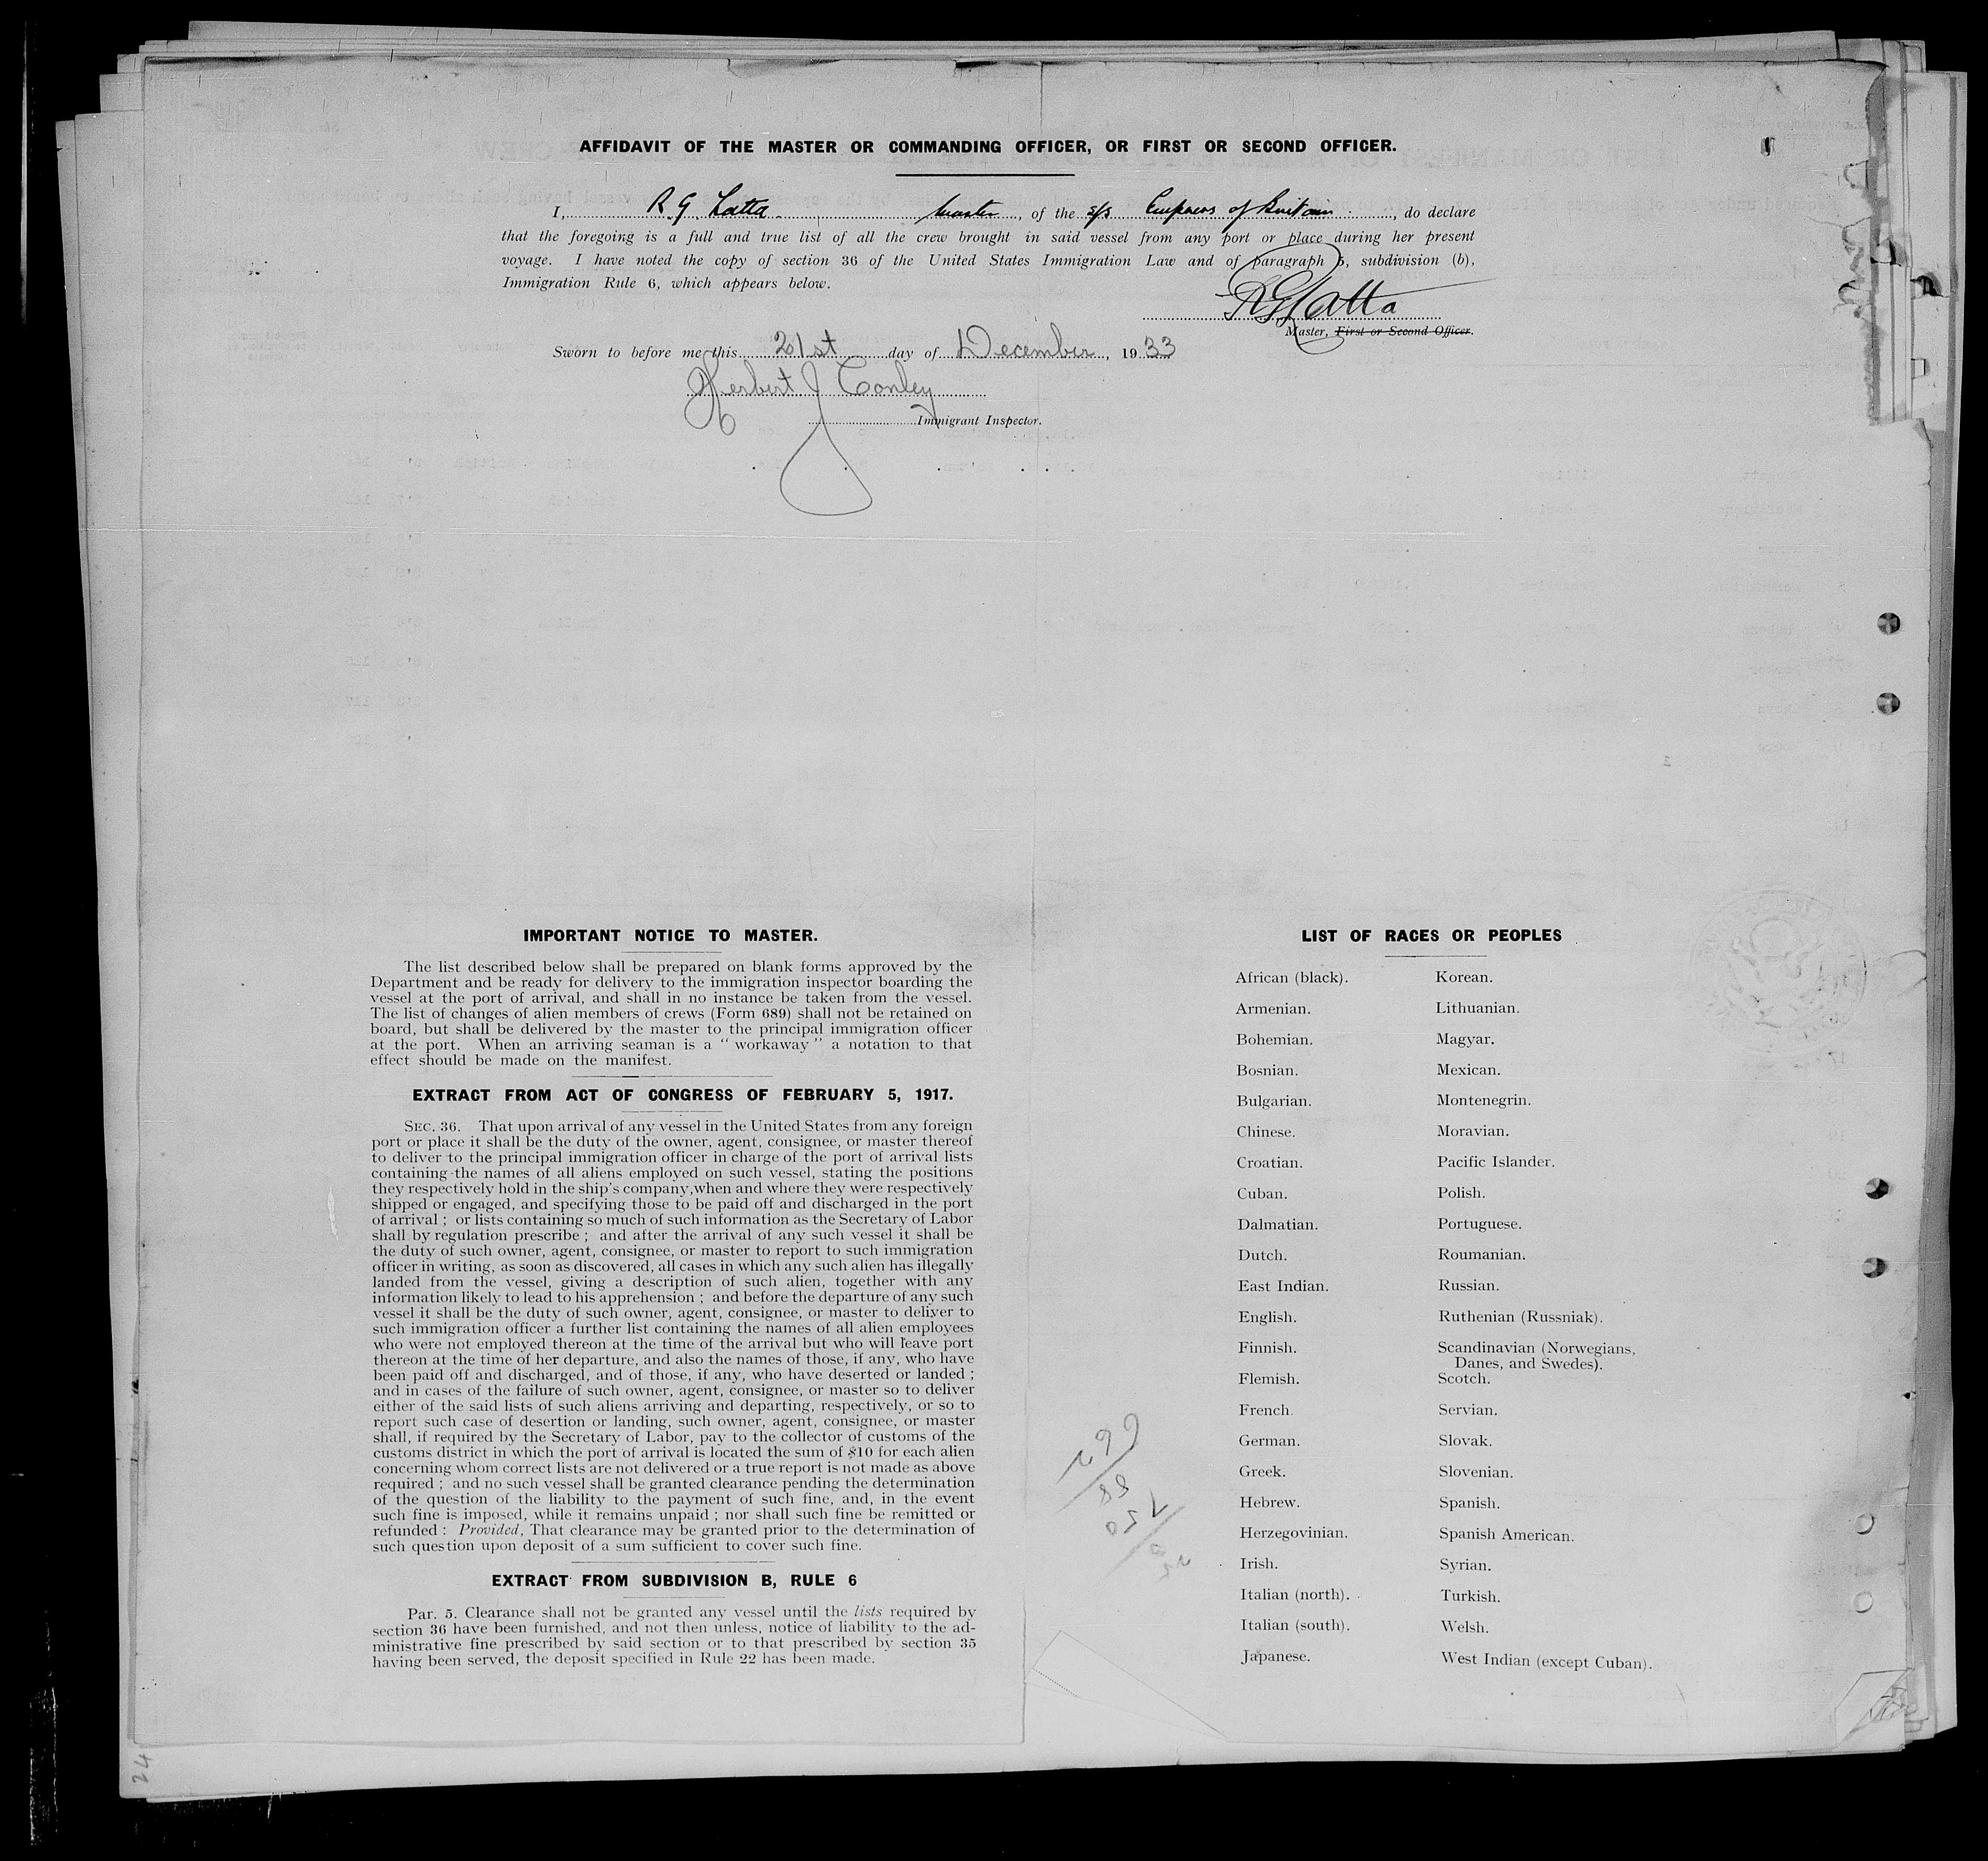 AFFIDAVIT OF THE MASTER OR COMMANDING OFFICER, OR FIRST OR SECOND OFFICER.
I, R G Latta Master, of the s/s Empress of Britain, do declare
that the foregoing is a full and true list of all the crew brought in said vessel from any port or place during her present
voyage. I have noted the copy of section 36 of the United States Immigration Law and of paragraph 5, subdivision (b),
Immigration Rule 6, which appears below.
RG Latta
Master, First or Second Officer.
Sworn to before me this 21st day of December, 1933
Herbert J Conley
Immigrant Inspector.
IMPORTANT NOTICE TO MASTER.
The list described below shall be prepared on blank forms approved by the
Department and be ready for delivery to the immigration inspector boarding the
vessel at the port of arrival, and shall in no instance be taken from the vessel.
The list of changes of alien members of crews (Form 689) shall not be retained on
board, but shall be delivered by the master to the principal immigration officer
at the port. When an arriving seaman is a " workaway " a notation to that
effect should be made on the manifest.
EXTRACT FROM ACT OF CONGRESS OF FEBRUARY 5, 1917.
SEC. 36. That upon arrival of any vessel in the United States from any foreign
port or place it shall be the duty of the owner, agent, consignee, or master thereof
to deliver to the principal immigration officer in charge of the port of arrival lists
containing the names of all aliens employed on such vessel, stating the positions
they respectively hold in the ship's company, when and where they were respectively
shipped or engaged, and specifying those to be paid off and discharged in the port
of arrival ; or lists containing so much of such information as the Secretary of Labor
shall by regulation prescribe ; and after the arrival of any such vessel it shall be
the duty of such owner, agent, consignee, or master to report to such immigration
officer in writing, as soon as discovered, all cases in which any such alien has illegally
landed from the vessel, giving a description of such alien, together with any
information likely to lead to his apprehension ; and before the departure of any such
vessel it shall be the duty of such owner, agent, consignee, or master to deliver to
such immigration officer a further list containing the names of all alien employees
who were not employed thereon at the time of the arrival but who will leave port
thereon at the time of her departure, and also the names of those, if any, who have
been paid off and discharged, and of those, if any, who have deserted or landed ;
and in cases of the failure of such owner, agent, consignee, or master so to deliver
either of the said lists of such aliens arriving and departing, respectively, or so to
report such case of desertion or landing, such owner, agent, consignee, or master
shall, if required by the Secretary of Labor, pay to the collector of customs of the
customs district in which the port of arrival is located the sum of $10 for each alien
concerning whom correct lists are not delivered or a true report is not made as above
required ; and no such vessel shall be granted clearance pending the determination
of the question of the liability to the payment of such fine, and, in the event
such fine is imposed, while it remains unpaid ; nor shall such fine be remitted or
refunded : Provided, That clearance may be granted prior to the determination of
such question upon deposit of a sum sufficient to cover such fine.
EXTRACT FROM SUBDIVISION B, RULE 6
Par. 5. Clearance shall not be granted any vessel until the lists required by
section 36 have been furnished, and not then unless, notice of liability to the ad-
ministrative fine prescribed by said section or to that prescribed by section 35
having been served, the deposit specified in Rule 22 has been made.
LIST OF RACES OR PEOPLES
African (black).
Armenian.
Bohemian.
Bosnian.
Bulgarian.
Chinese.
Croatian.
Cuban.
Dalmatian.
Dutch.
East Indian.
English.
Finnish.
Flemish.
French.
German.
Greek.
Hebrew.
Herzegovinian.
Irish.
Italian (north).
Italian (south).
Japanese.
Korean.
Lithuanian.
Magyar.
Mexican.
Montenegrin.
Moravian.
Pacific Islander.
Polish.
Portuguese.
Roumanian.
Russian.
Ruthenian (Russniak).
Scandinavian (Norwegians,
Danes, and Swedes).
Scotch.
Servian.
Slovak.
Slovenian.
Spanish.
Spanish American.
Syrian.
Turkish.
Welsh.
West Indian (except Cuban).
24